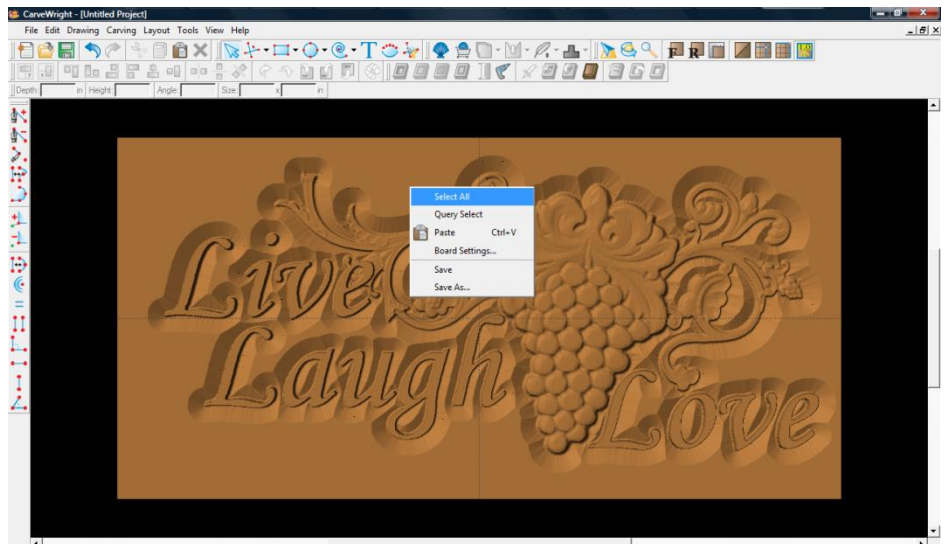 CarveWright - [Untitled Project]
File Edit Drawing Carving Layout Tools View Help
Depth: in Height: Angle: Size: x in
Select All
Query Select
Paste Ctrl+V
Board Settings...
Save
Save As...
Live
Laugh
Love